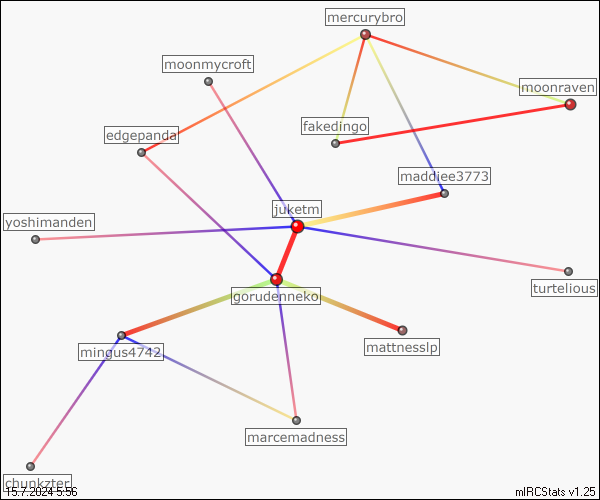 mercurybro
moonmycroft
moonraven
fakedingo
edgepanda
maddiee3773
juketm
yoshimanden
turtelious
gorudenneko
mattnesslp
mingus4742
marcemadness
chunkzter
15.7.2024 5:56
mIRCStats v1.25